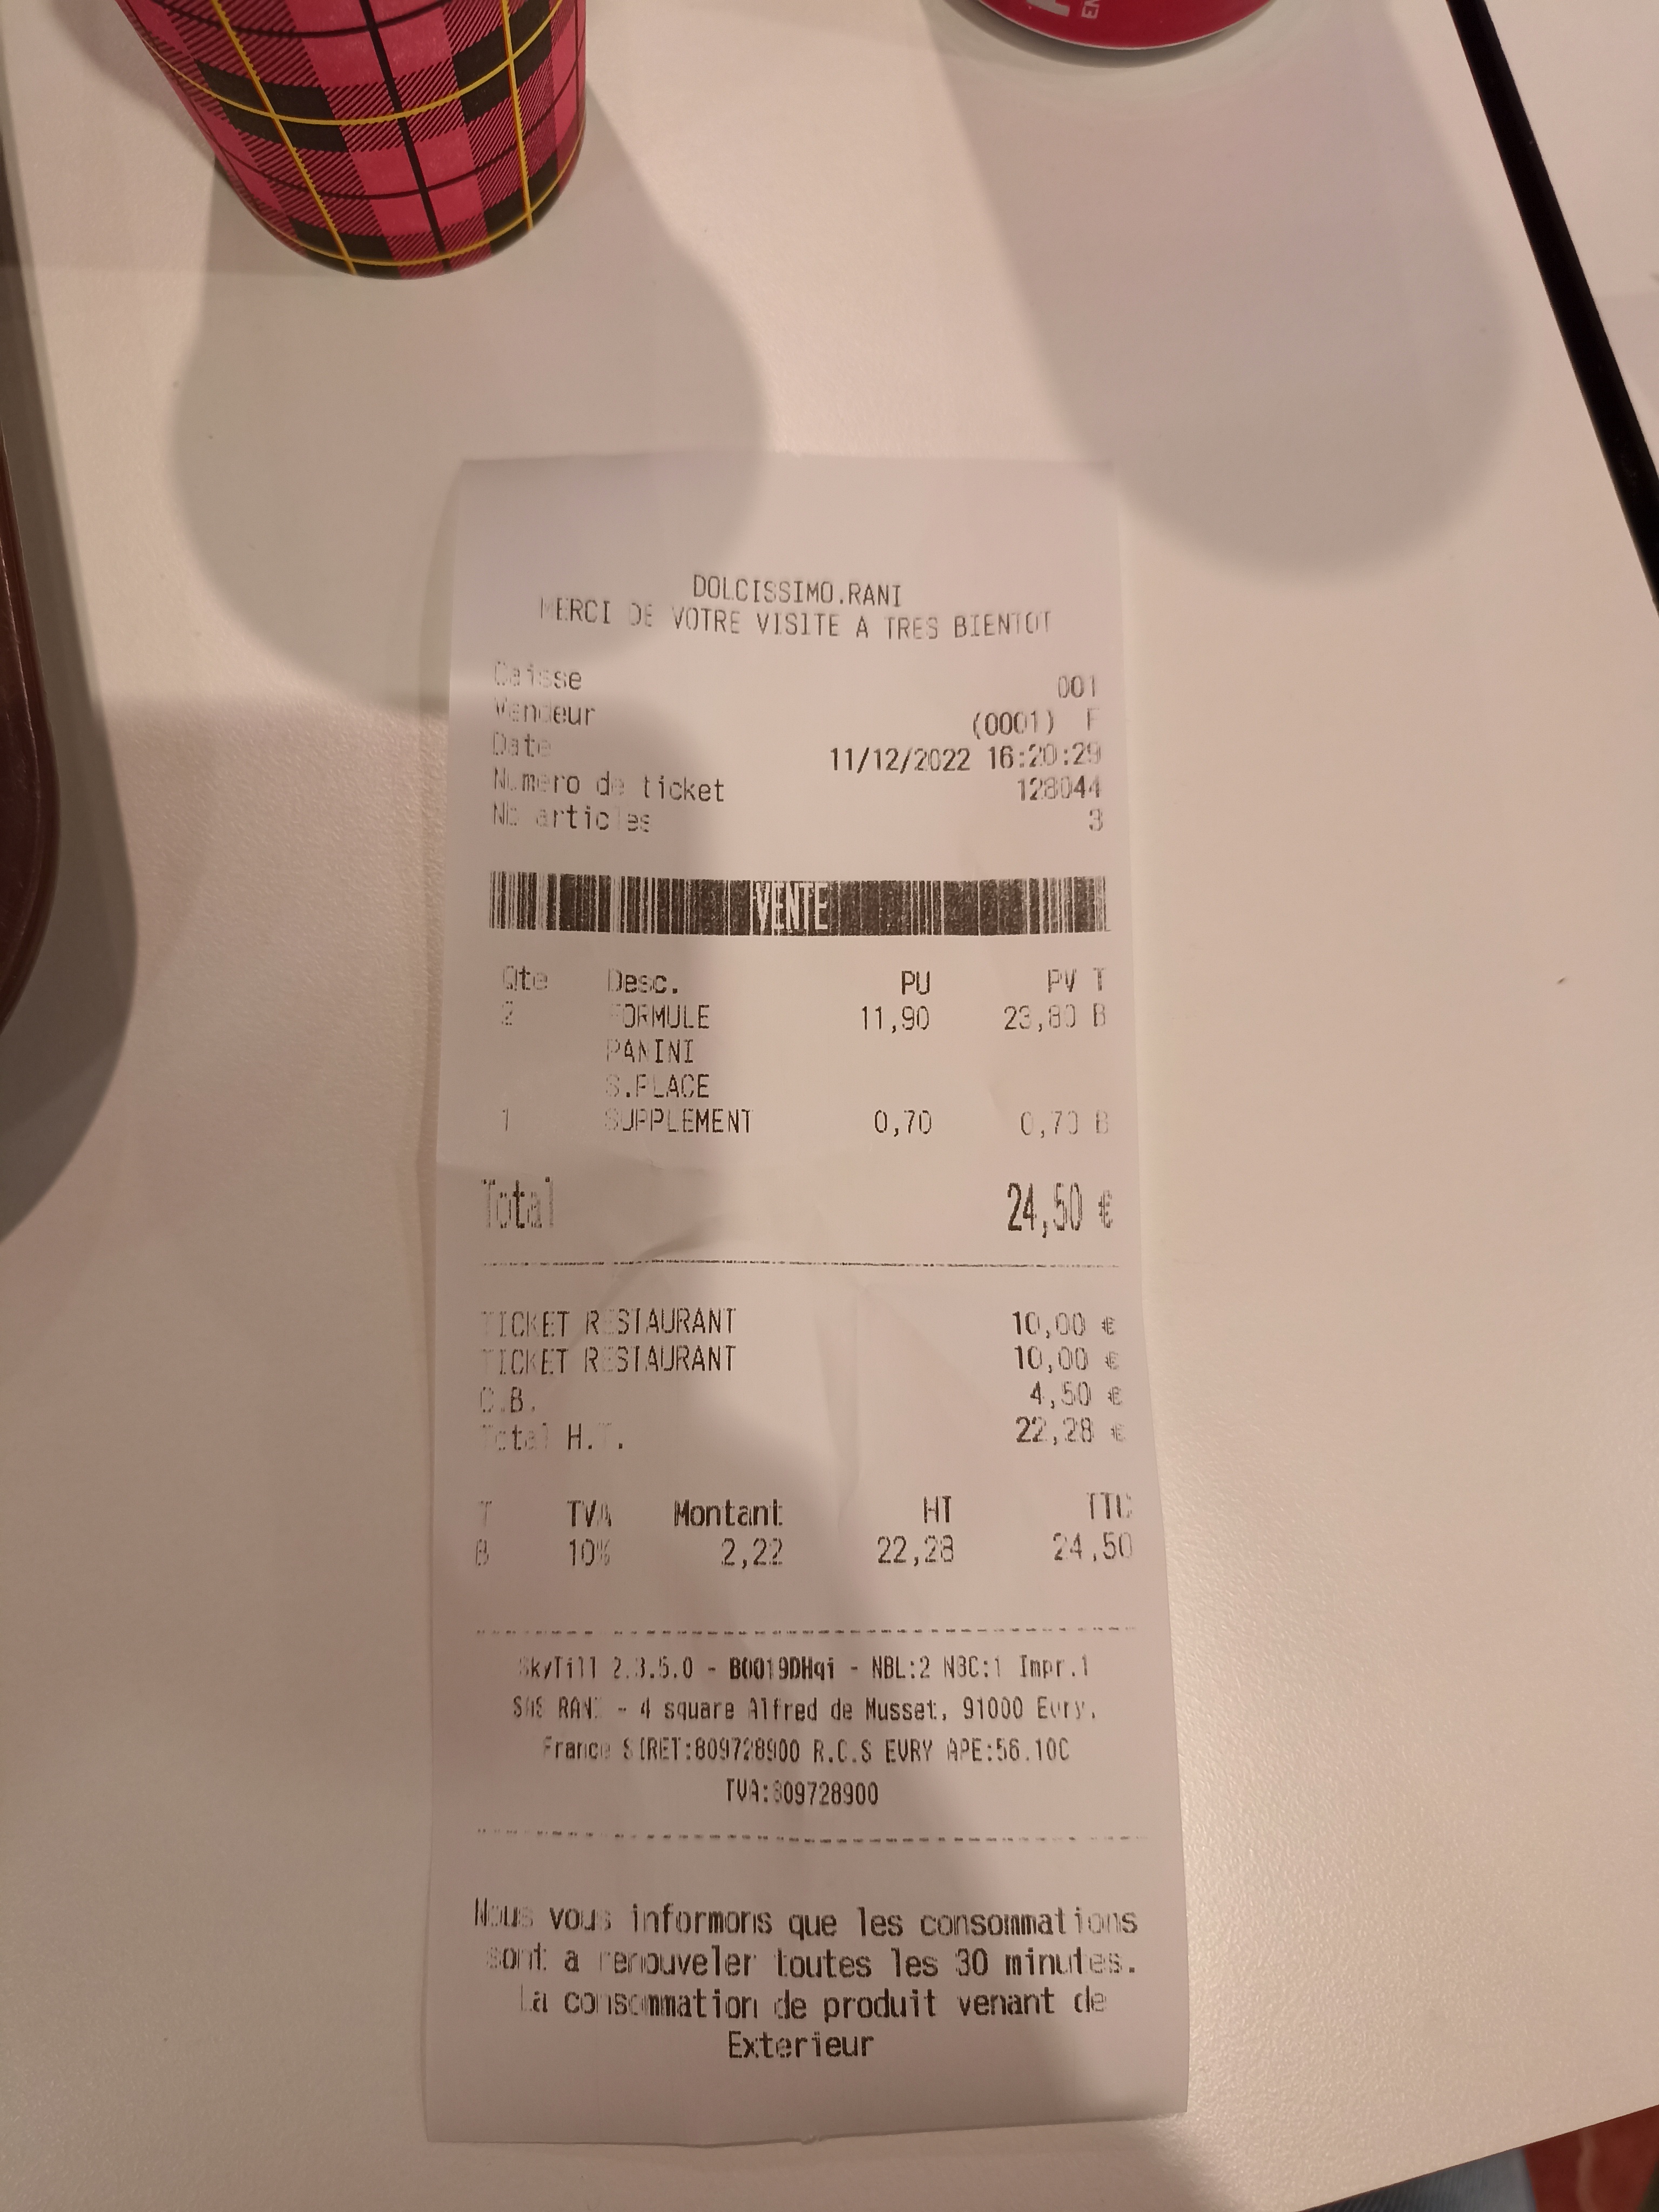 DOLCISSIMO.RANI
MERCI DE VOTRE VISITE A TRES BIENTOT
Caisse 001
Vendeur (0001) F
Date 11/12/2022 16:20:29
Numero de ticket 128044
Nb articles 3
VENTE
Qte Desc. PU PV T
2 FORMULE 11,90 23,80 B
PANINI
S.PLACE
1 SUPPLEMENT 0,70 0,70 B
Total 24,50 €
TICKET RESTAURANT 10,00 €
TICKET RESTAURANT 10,00 €
C.B. 4,50 €
Total H.T. 22,28 €
T TVA Montant HT TTC
B 10% 2,22 22,28 24,50
SkyTill 2.3.5.0 - B0019DHqi - NBL:2 NBC:1 Impr.1
SAS RANI - 4 square Alfred de Musset, 91000 Evry,
France SIRET:809728900 R.C.S EVRY APE:56.10C
TVA:809728900
Nous vous informons que les consommations
sont a renouveler toutes les 30 minutes.
La consommation de produit venant de
Exterieur